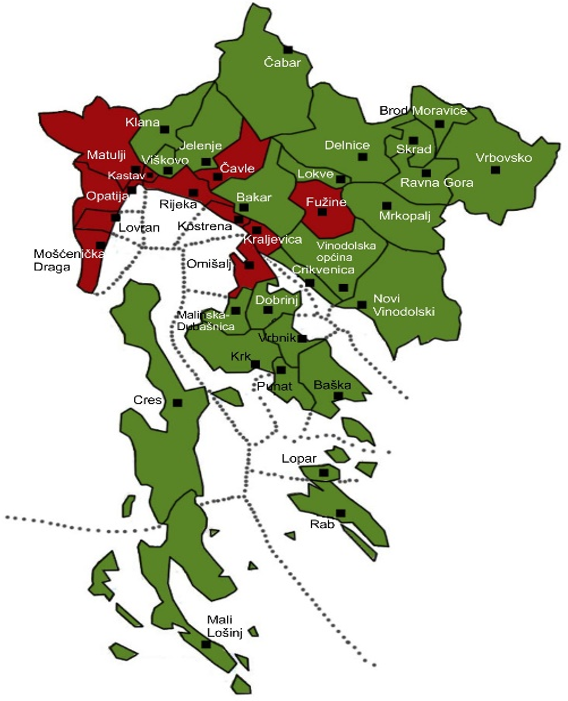 Čabar
Brod Moravice
Klana
Delnice
Skrad
Jelenje
Matulji
Viškovo
Vrbovsko
Kastav
Čavle
Lokve
Ravna Gora
Opatija
Rijeka
Bakar
Fužine
Mrkopalj
Lovran
Kostrena
Kraljevica
Mošćenička
Draga
Vinodolska
općina
Omišalj
Crikvenica
Dobrinj
Novi
Vinodolski
Malinska-
Dubašnica
Vrbnik
Krk
Punat
Baška
Cres
Lopar
Rab
Mali
Lošinj